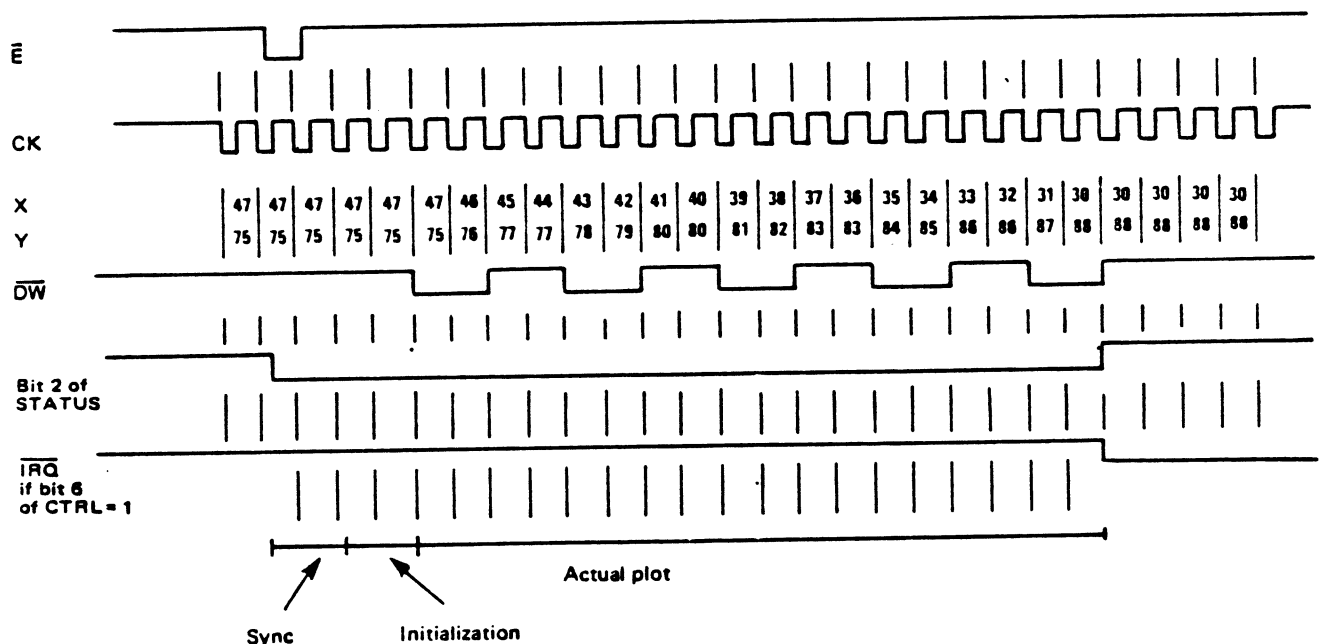 E̅
CK
X 47 47 47 47 47 47 46 45 44 43 42 41 40 39 38 37 36 35 34 33 32 31 30 30 30 30 30
Y 75 75 75 75 75 75 76 77 77 78 79 80 80 81 82 83 83 84 85 86 86 87 88 88 88 88 88
D̅W̅
Bit 2 of
STATUS
I̅R̅Q̅
if bit 6
of CTRL = 1
Actual plot
Sync Initialization